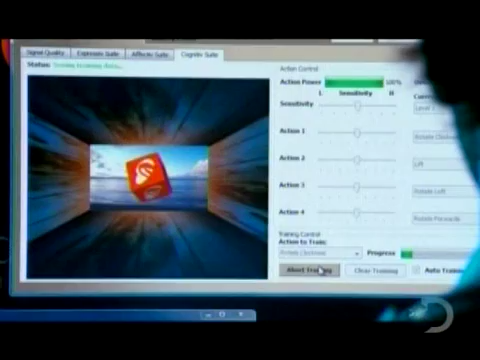 Signal Quality Expressiv Suite Affectiv Suite Cognitiv Suite
Status:
Action Control
Action Power 100%
L Sensitivity H
Sensitivity
Level 1
Action 1
Rotate Clockwise
Action 2
Lift
Action 3
Rotate Left
Action 4
Rotate Forwards
Training Control
Action to Train: Progress
Rotate Clockwise
Abort Training Clear Training Auto Train